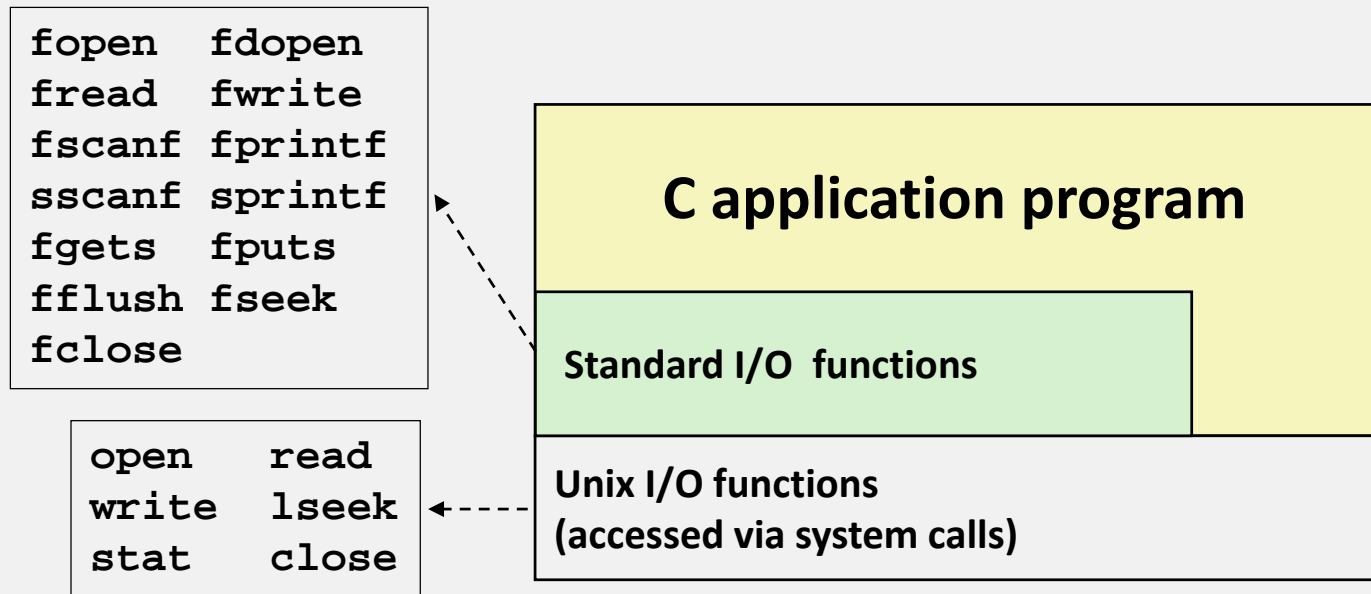 fopen fdopen
fread fwrite
fscanf fprintf
sscanf sprintf
fgets fputs
fflush fseek
fclose
C application program
Standard I/O functions
open read
write lseek
stat close
Unix I/O functions
(accessed via system calls)